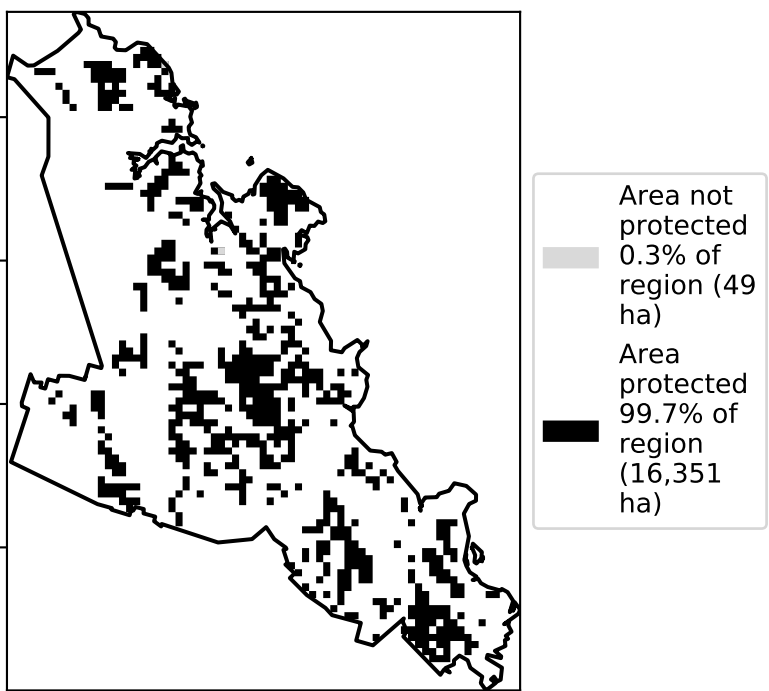 Area not
protected
0.3% of
region (49
ha)
Area
protected
99.7% of
region
(16,351
ha)